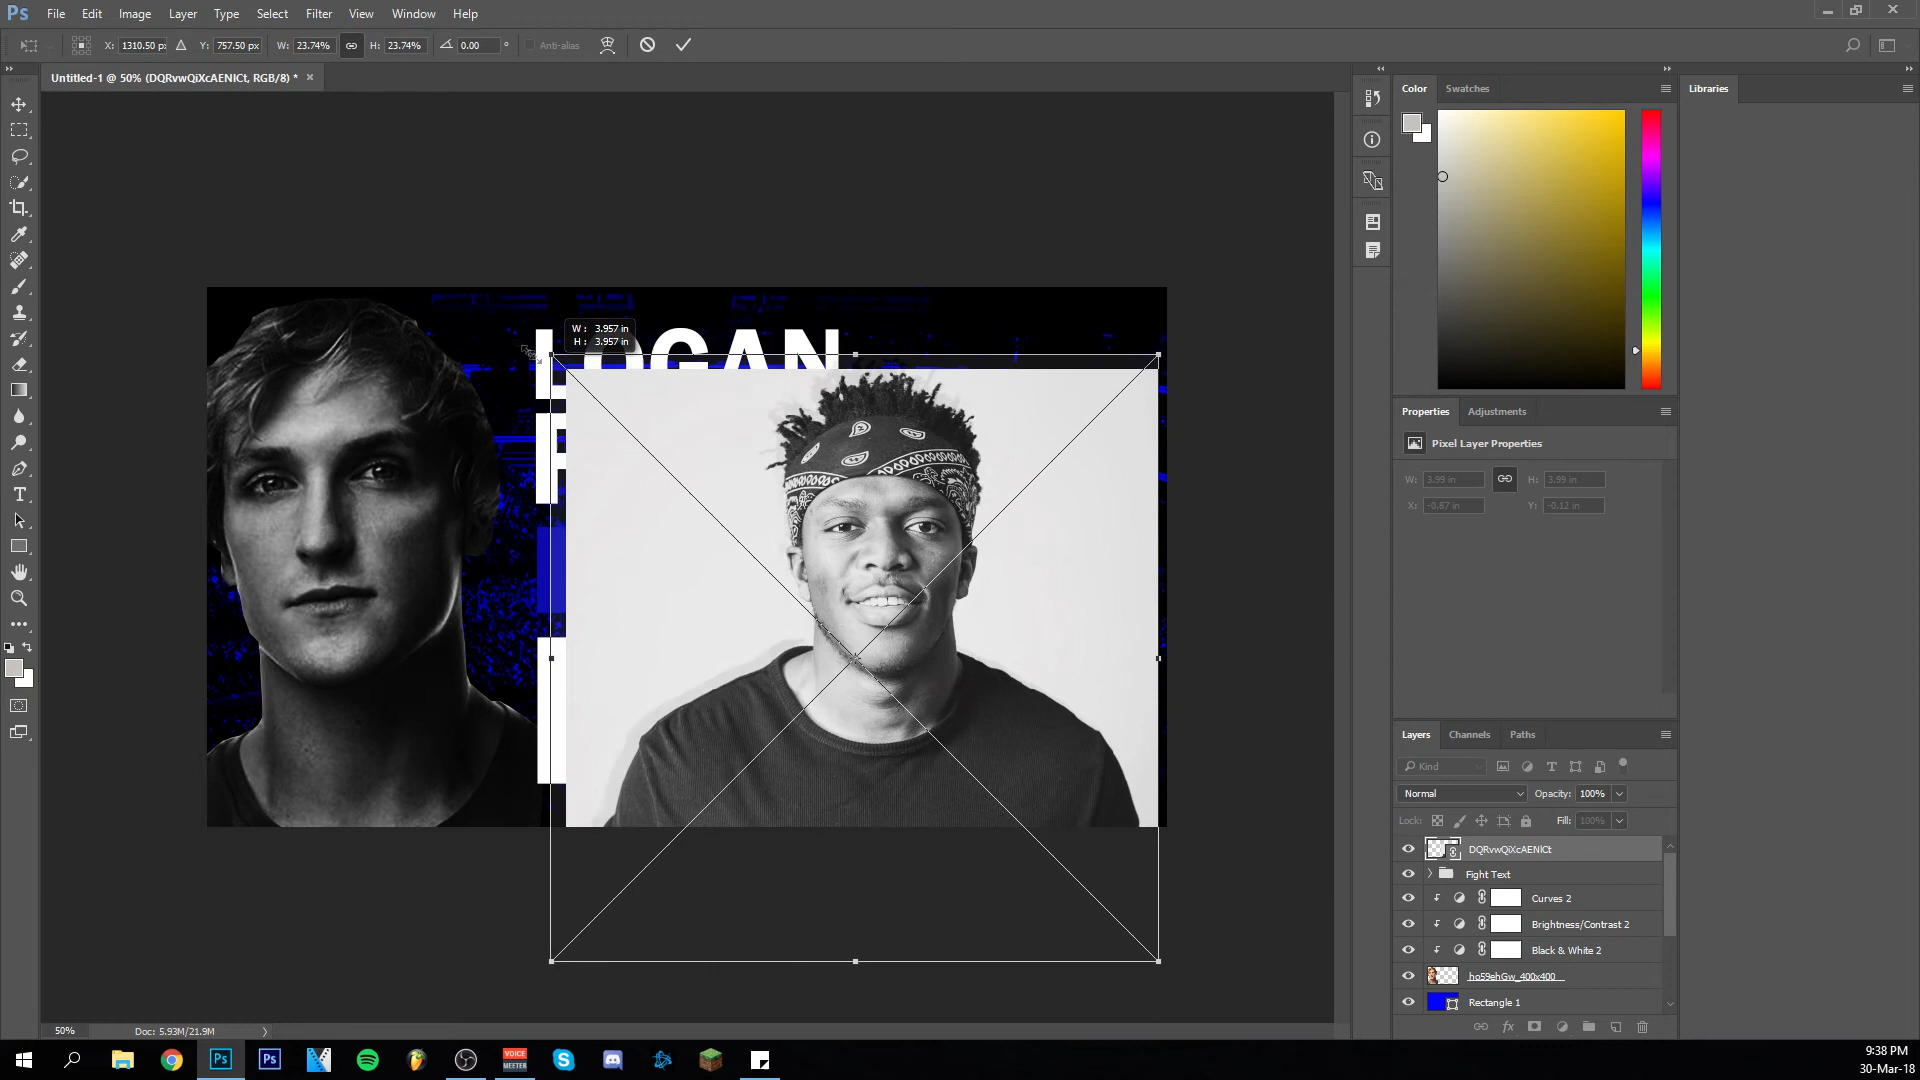 Ps File Edit Image Layer Type Select Filter View Window Help
X: 1310.50 px Y: 757.50 px W: 23.74% H: 23.74% 0.00 ° Anti-alias
Untitled-1 @ 50% (DQRvwQiXcAENlCt, RGB/8) * ×
Color Swatches
Libraries
LOGAN
W : 3.957 in
H : 3.957 in
Properties Adjustments
Pixel Layer Properties
W: 3.99 in H: 3.99 in
X: -0.87 in Y: -0.12 in
Layers Channels Paths
Kind
Normal Opacity: 100%
Lock: Fill: 100%
DQRvwQiXcAENlCt
Fight Text
Curves 2
Brightness/Contrast 2
Black & White 2
ho59ehGw_400x400
Rectangle 1
50% Doc: 5.93M/21.9M
Ps Ps VOICE
MEETER
9:38 PM
30-Mar-18